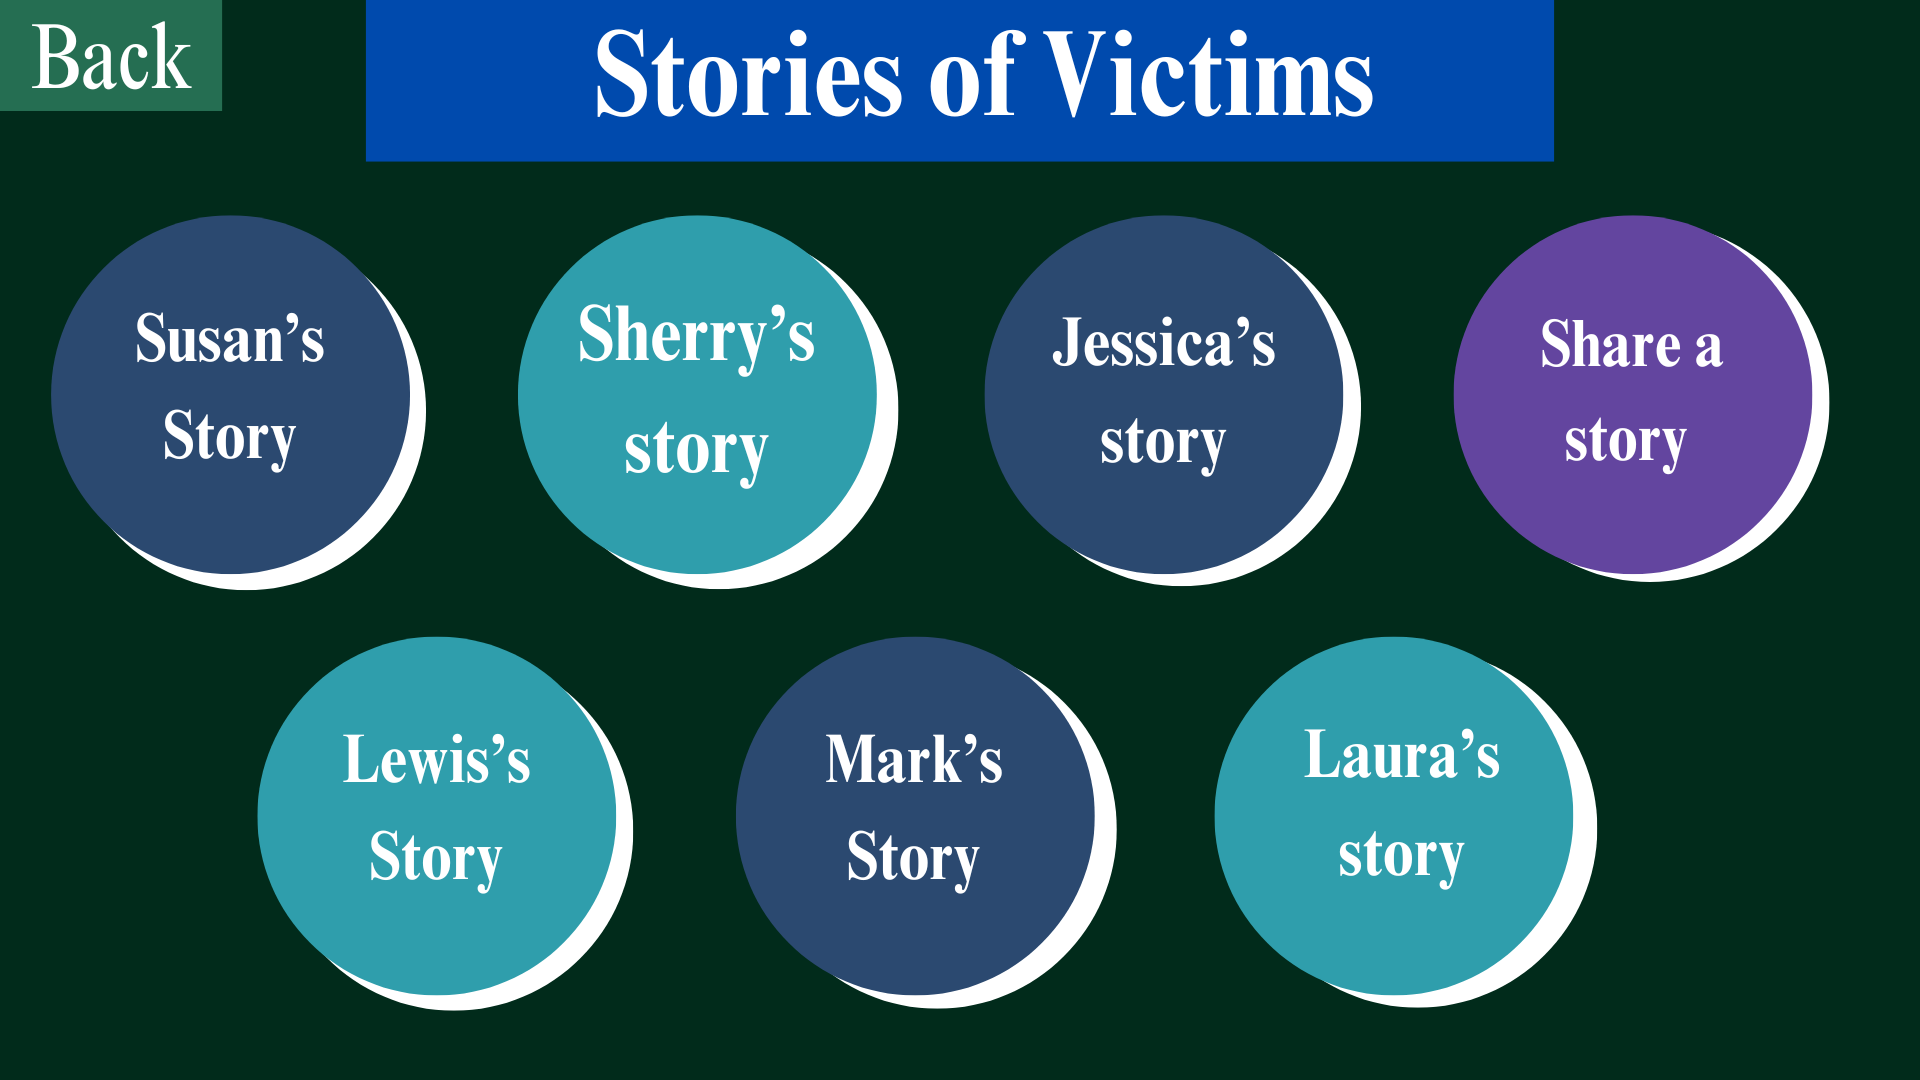 Back
Stories of Victims
Susan’s
Story
Sherry’s
story
Jessica’s
story
Share a
story
Lewis’s
Story
Mark’s
Story
Laura’s
story